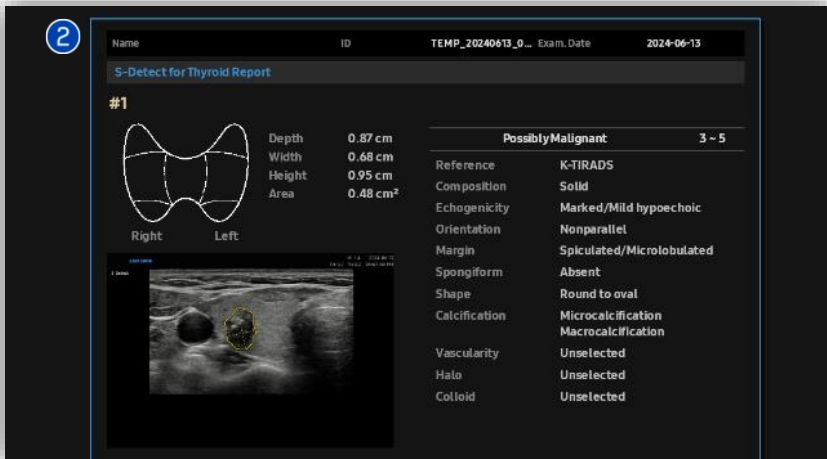 2
Name ID TEMP_20240613_0... Exam. Date 2024-06-13
S-Detect for Thyroid Report
#1
Depth 0.87 cm
Width 0.68 cm
Height 0.95 cm
Area 0.48 cm²
Right Left
Possibly Malignant 3 ~ 5
Reference K-TIRADS
Composition Solid
Echogenicity Marked/Mild hypoechoic
Orientation Nonparallel
Margin Spiculated/Microlobulated
Spongiform Absent
Shape Round to oval
Calcification Microcalcification
Macrocalcification
Vascularity Unselected
Halo Unselected
Colloid Unselected